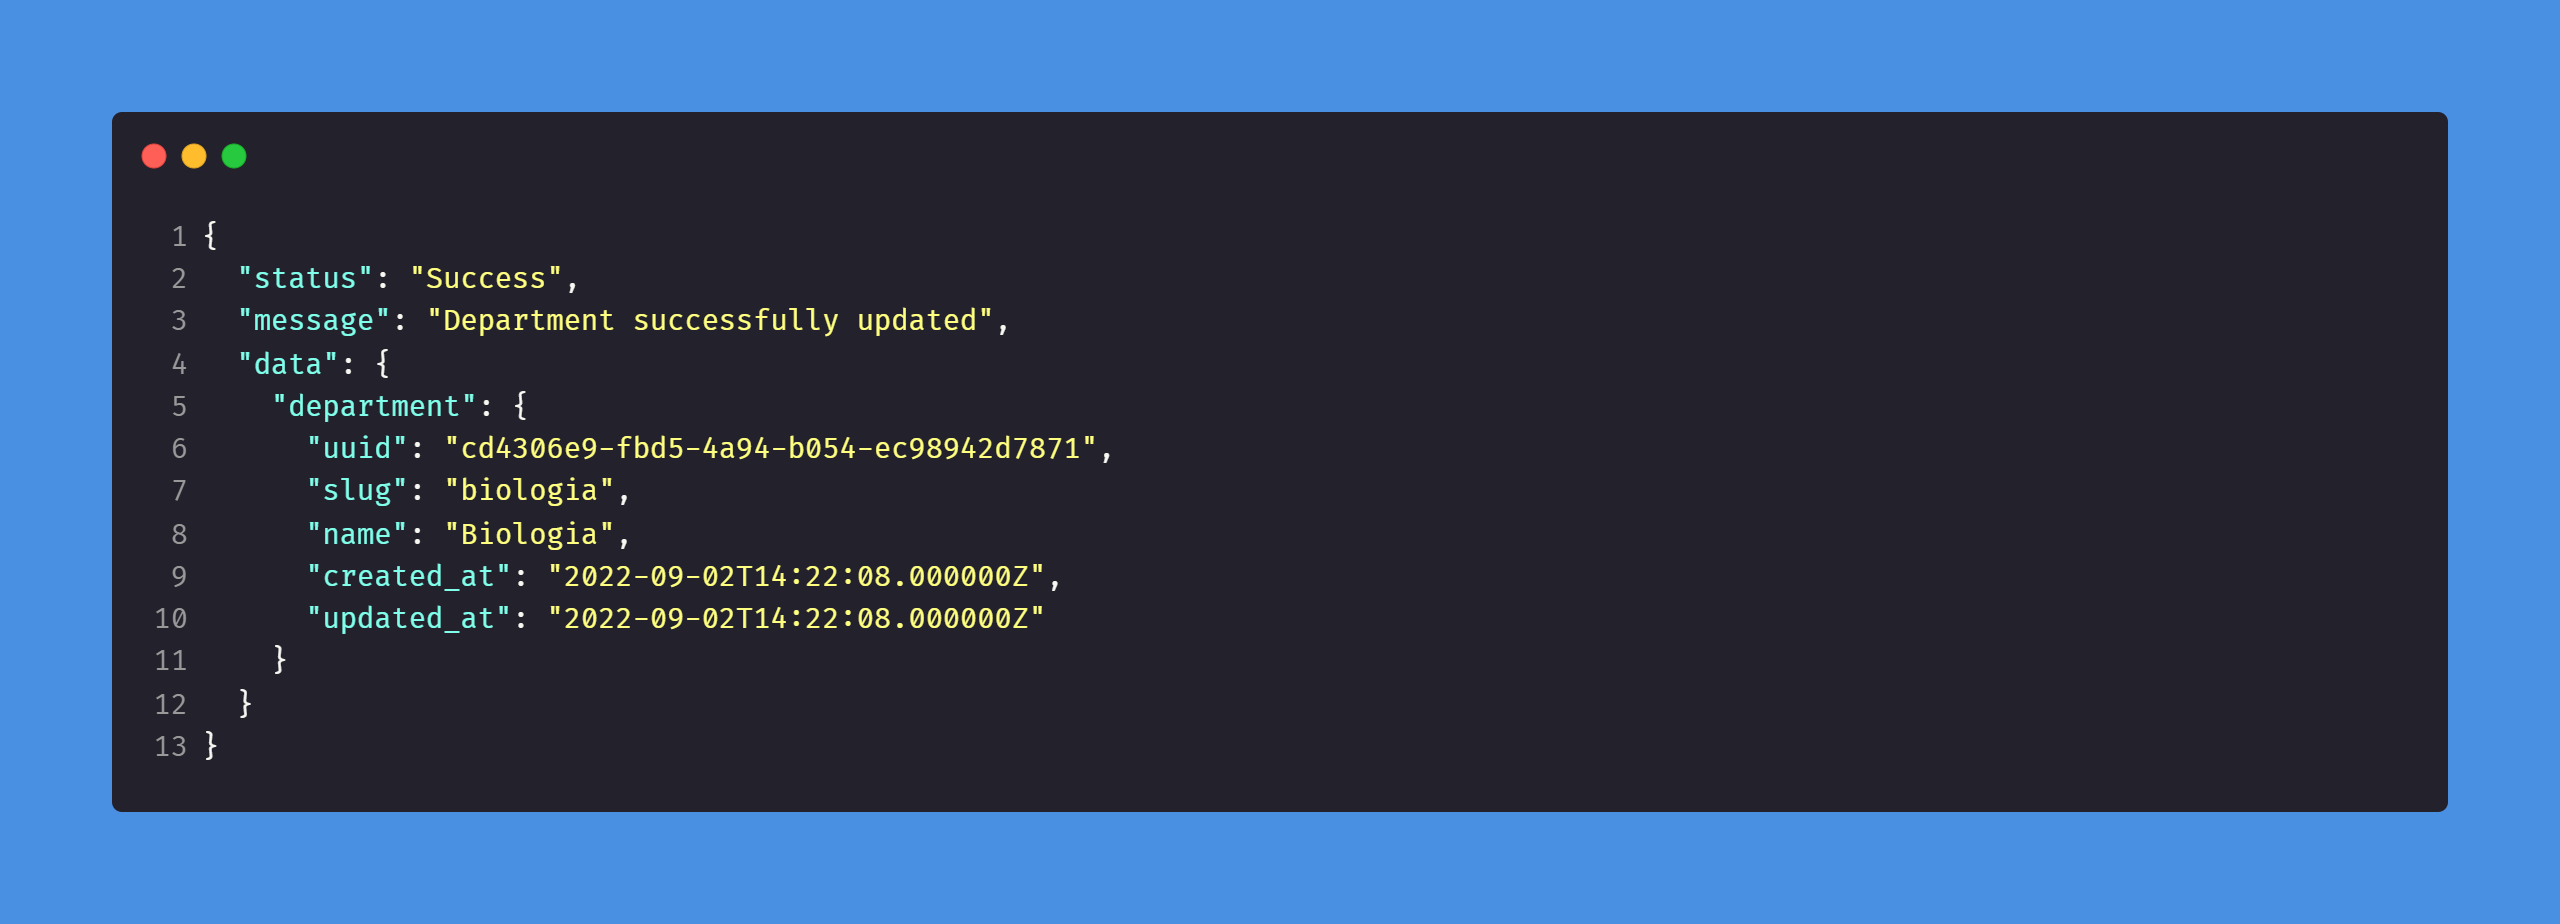 1 {
2   "status": "Success",
3   "message": "Department successfully updated",
4   "data": {
5     "department": {
6       "uuid": "cd4306e9-fbd5-4a94-b054-ec98942d7871",
7       "slug": "biologia",
8       "name": "Biologia",
9       "created_at": "2022-09-02T14:22:08.000000Z",
10       "updated_at": "2022-09-02T14:22:08.000000Z"
11     }
12   }
13 }